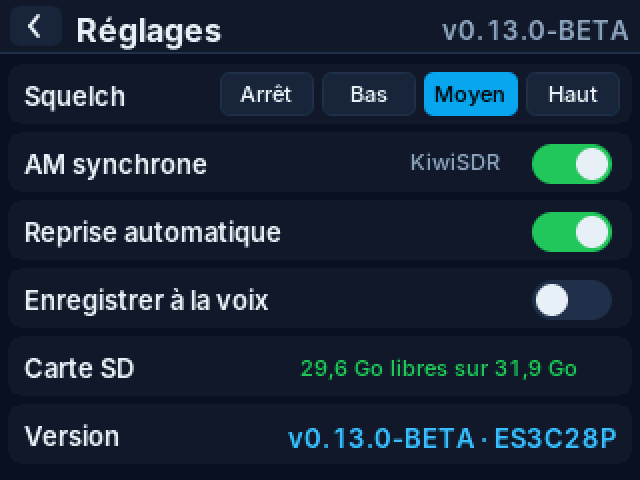 Réglages v0.13.0-BETA
Squelch Arrêt Bas Moyen Haut
AM synchrone KiwiSDR
Reprise automatique
Enregistrer à la voix
Carte SD 29,6 Go libres sur 31,9 Go
Version v0.13.0-BETA · ES3C28P